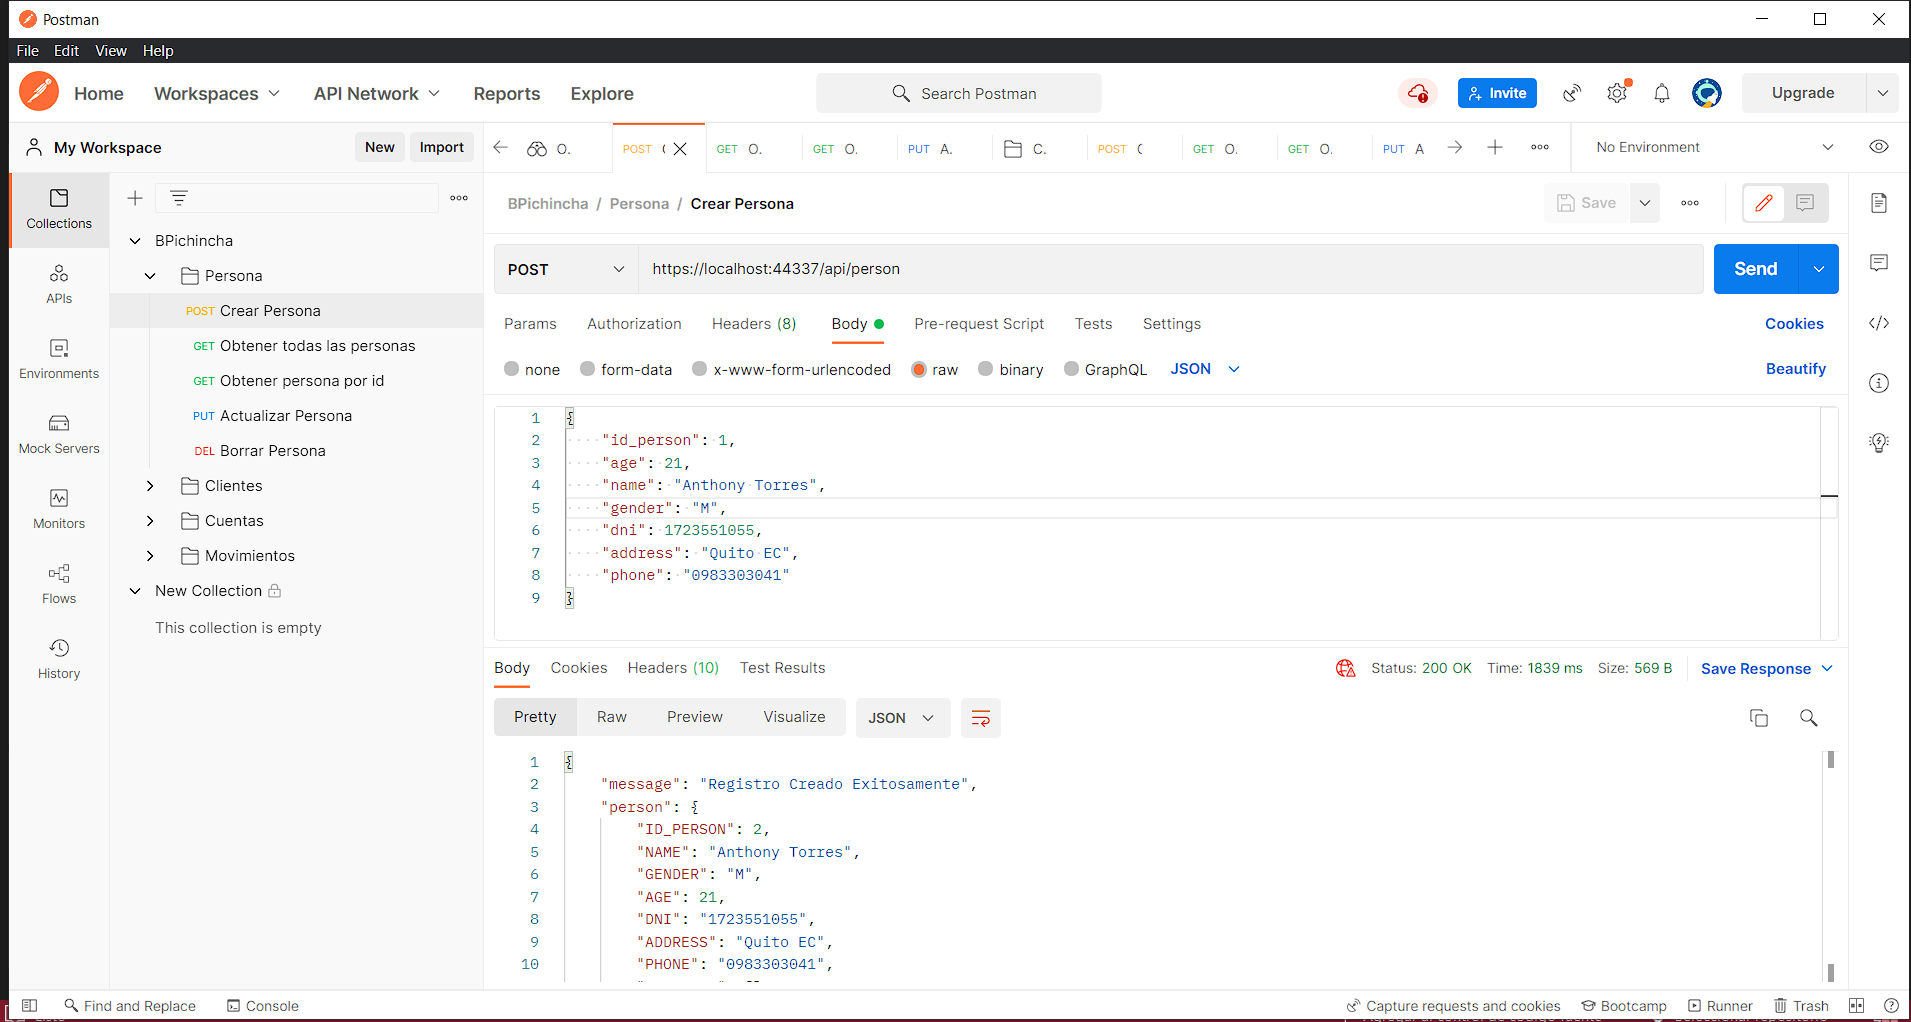 Postman
File Edit View Help
Home Workspaces API Network Reports Explore Search Postman Invite Upgrade
My Workspace New Import O. POST GET O. GET O. PUT A. C. POST GET O. GET O. PUT A No Environment
BPichincha / Persona / Crear Persona Save
Collections
APIs
Environments
Mock Servers
Monitors
Flows
History
BPichincha
Persona
POST Crear Persona
GET Obtener todas las personas
GET Obtener persona por id
PUT Actualizar Persona
DEL Borrar Persona
Clientes
Cuentas
Movimientos
New Collection
This collection is empty
POST https://localhost:44337/api/person Send
Params Authorization Headers (8) Body Pre-request Script Tests Settings Cookies
none form-data x-www-form-urlencoded raw binary GraphQL JSON Beautify
1 {
2 "id_person": 1,
3 "age": 21,
4 "name": "Anthony Torres",
5 "gender": "M",
6 "dni": 1723551055,
7 "address": "Quito EC",
8 "phone": "0983303041"
9 }
Body Cookies Headers (10) Test Results Status: 200 OK Time: 1839 ms Size: 569 B Save Response
Pretty Raw Preview Visualize JSON
1 {
2 "message": "Registro Creado Exitosamente",
3 "person": {
4 "ID_PERSON": 2,
5 "NAME": "Anthony Torres",
6 "GENDER": "M",
7 "AGE": 21,
8 "DNI": "1723551055",
9 "ADDRESS": "Quito EC",
10 "PHONE": "0983303041",
Find and Replace Console Capture requests and cookies Bootcamp Runner Trash